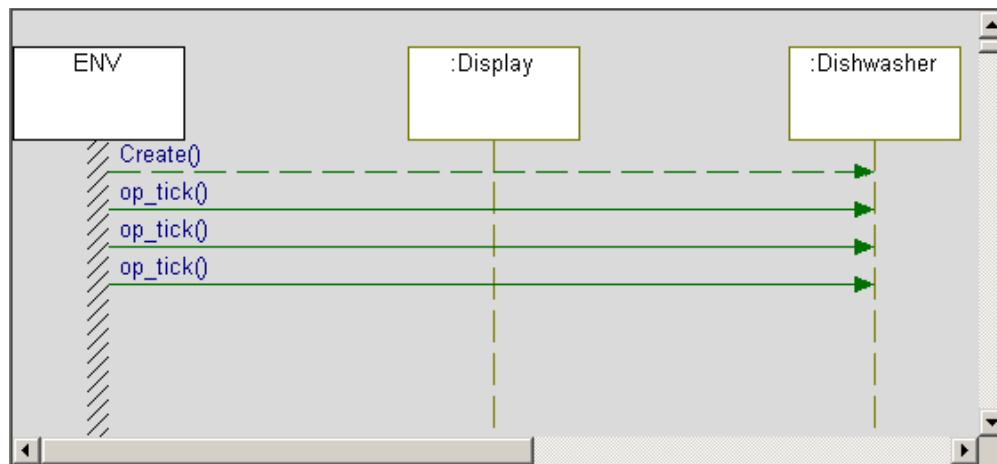 ENV
:Display
:Dishwasher
Create()
op_tick()
op_tick()
op_tick()